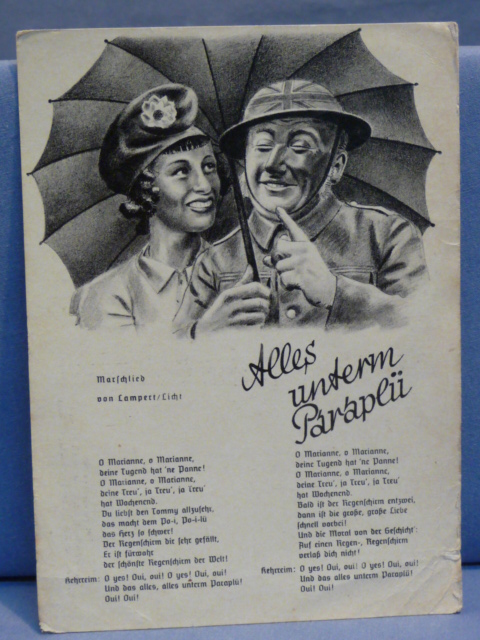 Alles
unterm
Paraplü
Marschlied
von Lampert/Licht
O Marianne, o Marianne,
deine Tugend hat 'ne Panne!
O Marianne, o Marianne,
deine Treu', ja Treu', ja Treu'
hat Wochenend.
Du liebst den Tommy allzusehr,
das macht dem Po-i, Po-i-lü
das Herz so schwer!
Der Regenschirm dir sehr gefällt,
Er ist fürwahr
der schönste Regenschirm der Welt!
Kehrreim: O yes! Oui, oui! O yes! Oui, oui!
Und das alles, alles unterm Paraplü!
Oui! Oui!
O Marianne, o Marianne,
deine Tugend hat 'ne Panne!
O Marianne, o Marianne,
deine Treu', ja Treu', ja Treu'
hat Wochenend.
Bald ist der Regenschirm entzwei,
dann ist die große, große Liebe
schnell vorbei!
Und die Moral von der Geschicht':
Auf einen Regen-, Regenschirm
verlaß dich nicht!
Kehrreim: O yes! Oui, oui! O yes! Oui, oui!
Und das alles, alles unterm Paraplü!
Oui! Oui!